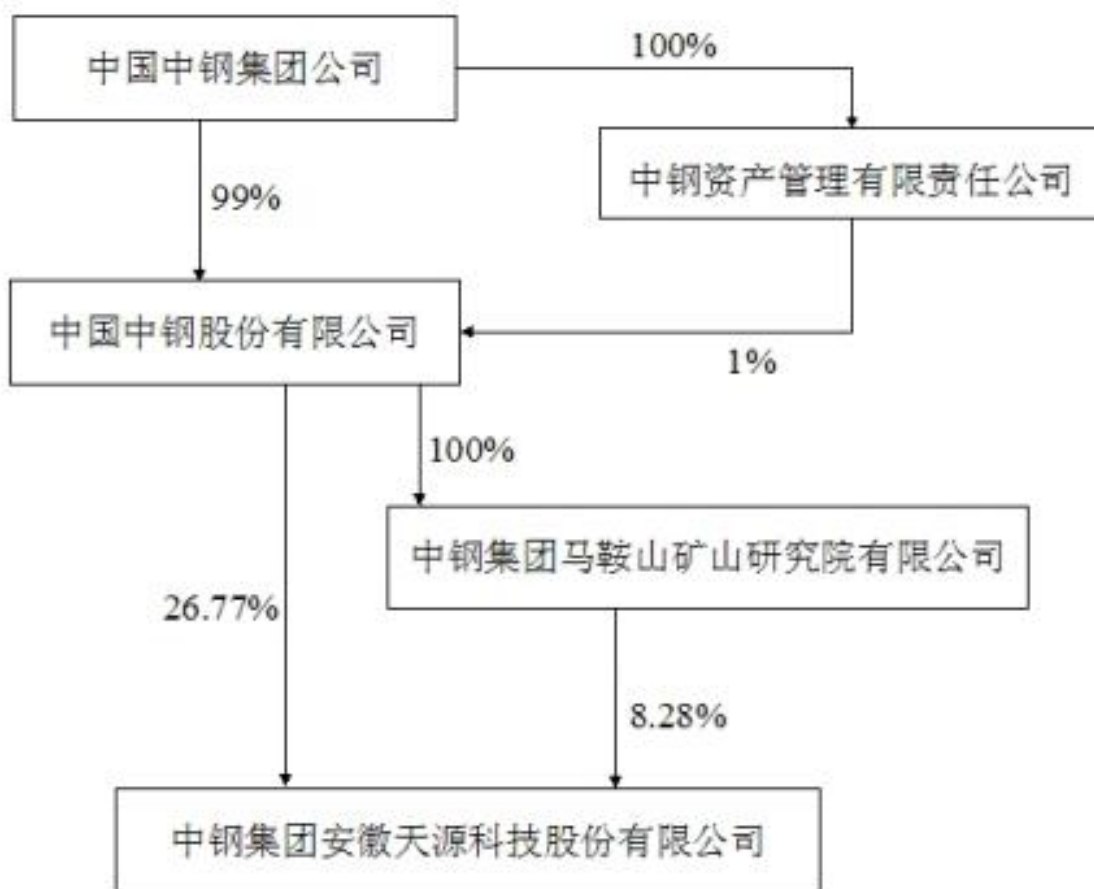 中国中钢集团公司
100%
中钢资产管理有限责任公司
99%
中国中钢股份有限公司
1%
100%
中钢集团马鞍山矿山研究院有限公司
26.77%
8.28%
中钢集团安徽天源科技股份有限公司